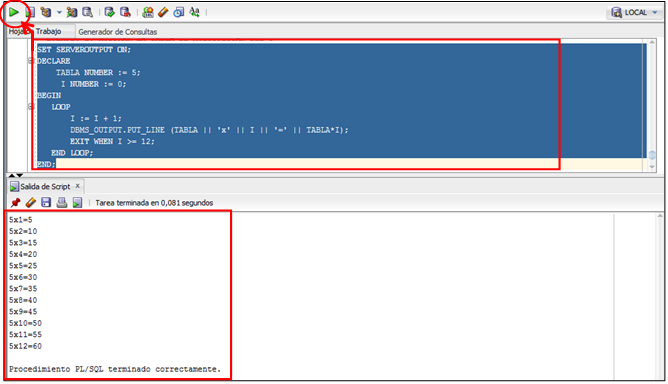 LOCAL
Hoja Trabajo Generador de Consultas
SET SERVEROUTPUT ON;
DECLARE
TABLA NUMBER := 5;
I NUMBER := 0;
BEGIN
LOOP
I := I + 1;
DBMS_OUTPUT.PUT_LINE (TABLA || 'x' || I || '=' || TABLA*I);
EXIT WHEN I >= 12;
END LOOP;
END;
Salida de Script x
Tarea terminada en 0,081 segundos
5x1=5
5x2=10
5x3=15
5x4=20
5x5=25
5x6=30
5x7=35
5x8=40
5x9=45
5x10=50
5x11=55
5x12=60
Procedimiento PL/SQL terminado correctamente.